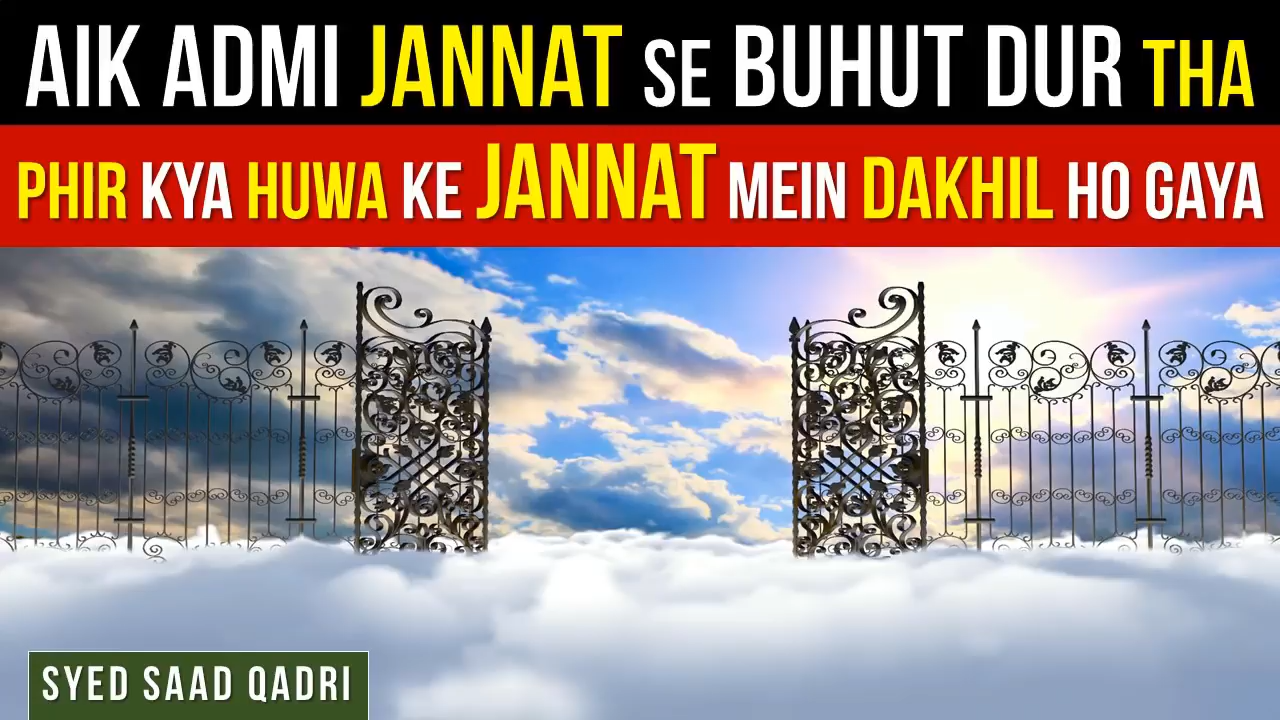 AIK ADMI JANNAT SE BUHUT DUR THA
PHIR KYA HUWA KE JANNAT MEIN DAKHIL HO GAYA
SYED SAAD QADRI